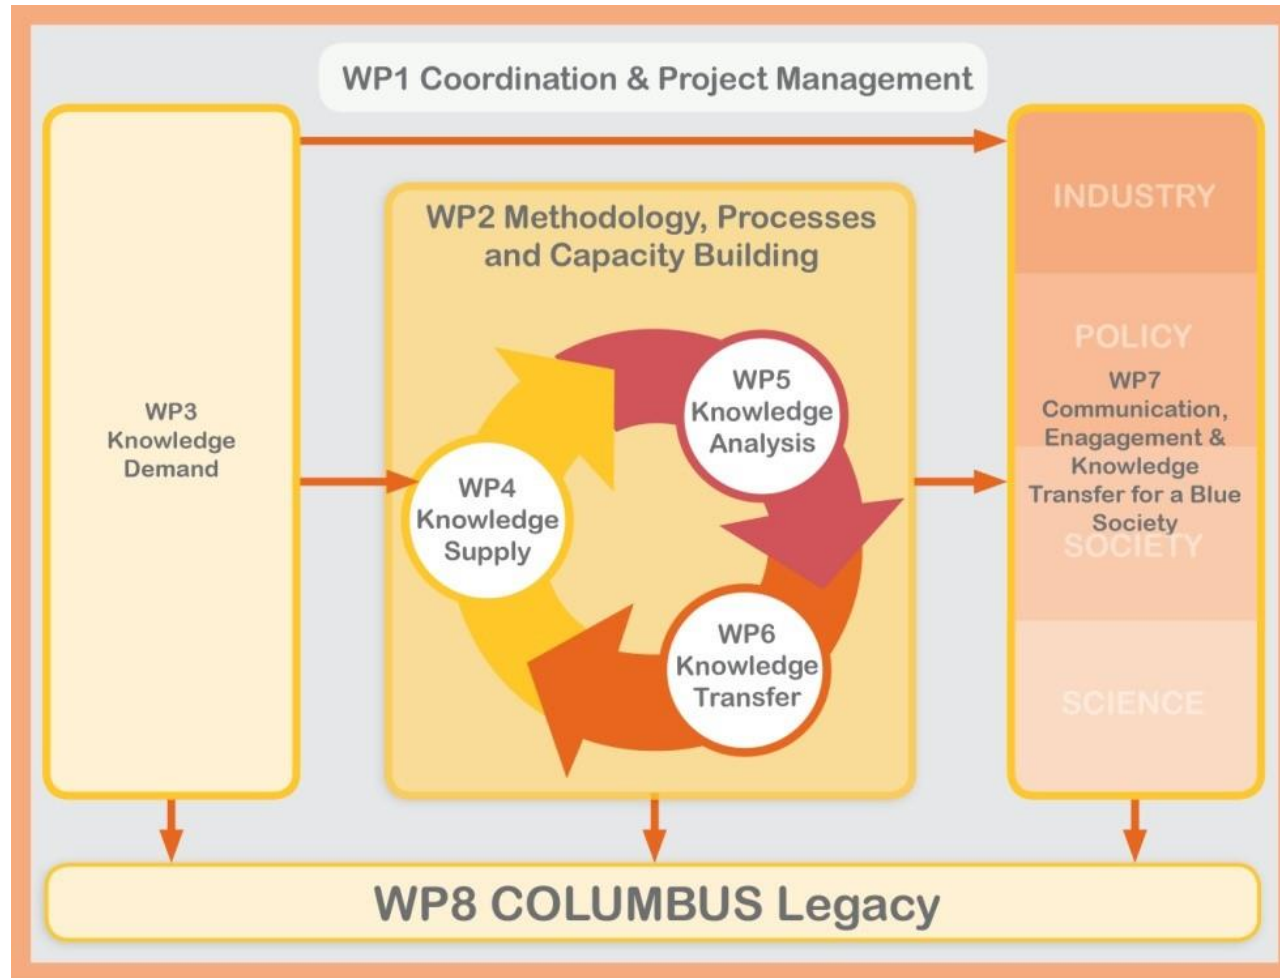 WP1 Coordination & Project Management
WP3
Knowledge
Demand
WP2 Methodology, Processes
and Capacity Building
WP5
Knowledge
Analysis
WP4
Knowledge
Supply
WP6
Knowledge
Transfer
INDUSTRY
POLICY
WP7
Communication,
Enagagement &
Knowledge
Transfer for a Blue
Society
SOCIETY
SCIENCE
WP8 COLUMBUS Legacy